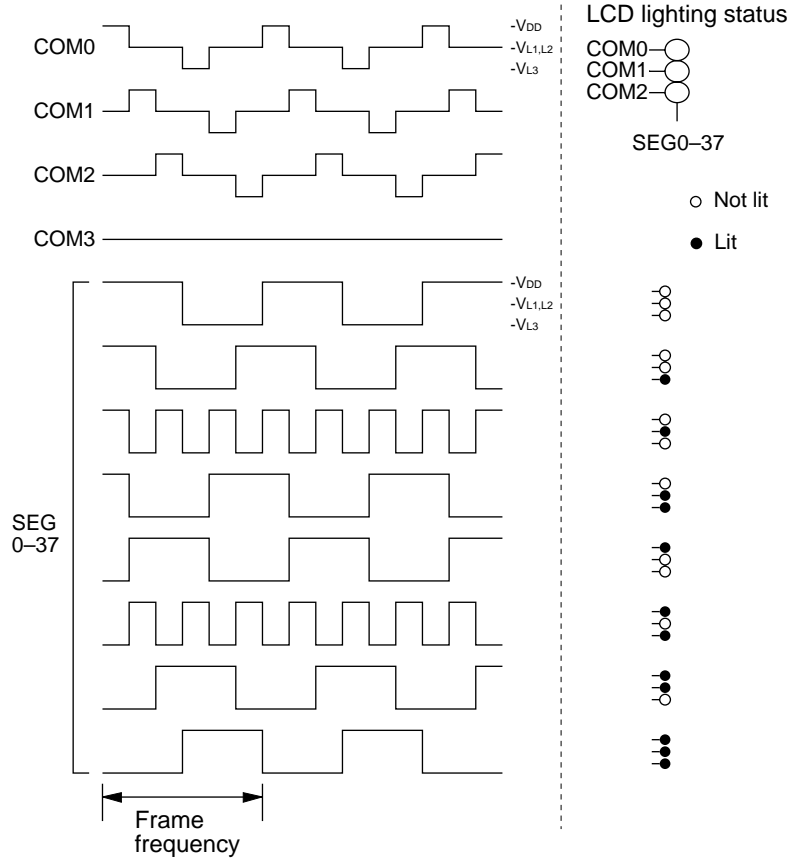 LCD lighting status
COM0
-VDD
-VL1,L2
-VL3
COM0
COM1
COM2
SEG0–37
COM1
COM2
Not lit
Lit
COM3
-VDD
-VL1,L2
-VL3
SEG
0–37
Frame
frequency